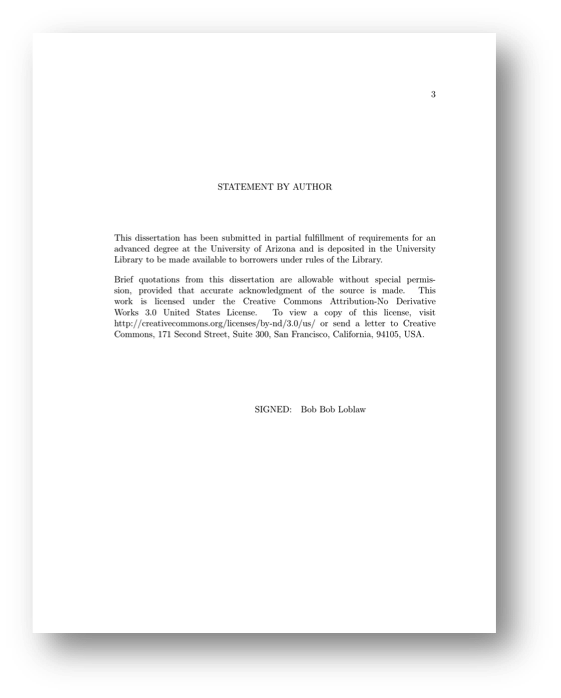 3
STATEMENT BY AUTHOR
This dissertation has been submitted in partial fulfillment of requirements for an
advanced degree at the University of Arizona and is deposited in the University
Library to be made available to borrowers under rules of the Library.
Brief quotations from this dissertation are allowable without special permis-
sion, provided that accurate acknowledgment of the source is made. This
work is licensed under the Creative Commons Attribution-No Derivative
Works 3.0 United States License. To view a copy of this license, visit
http://creativecommons.org/licenses/by-nd/3.0/us/ or send a letter to Creative
Commons, 171 Second Street, Suite 300, San Francisco, California, 94105, USA.
SIGNED: Bob Bob Loblaw